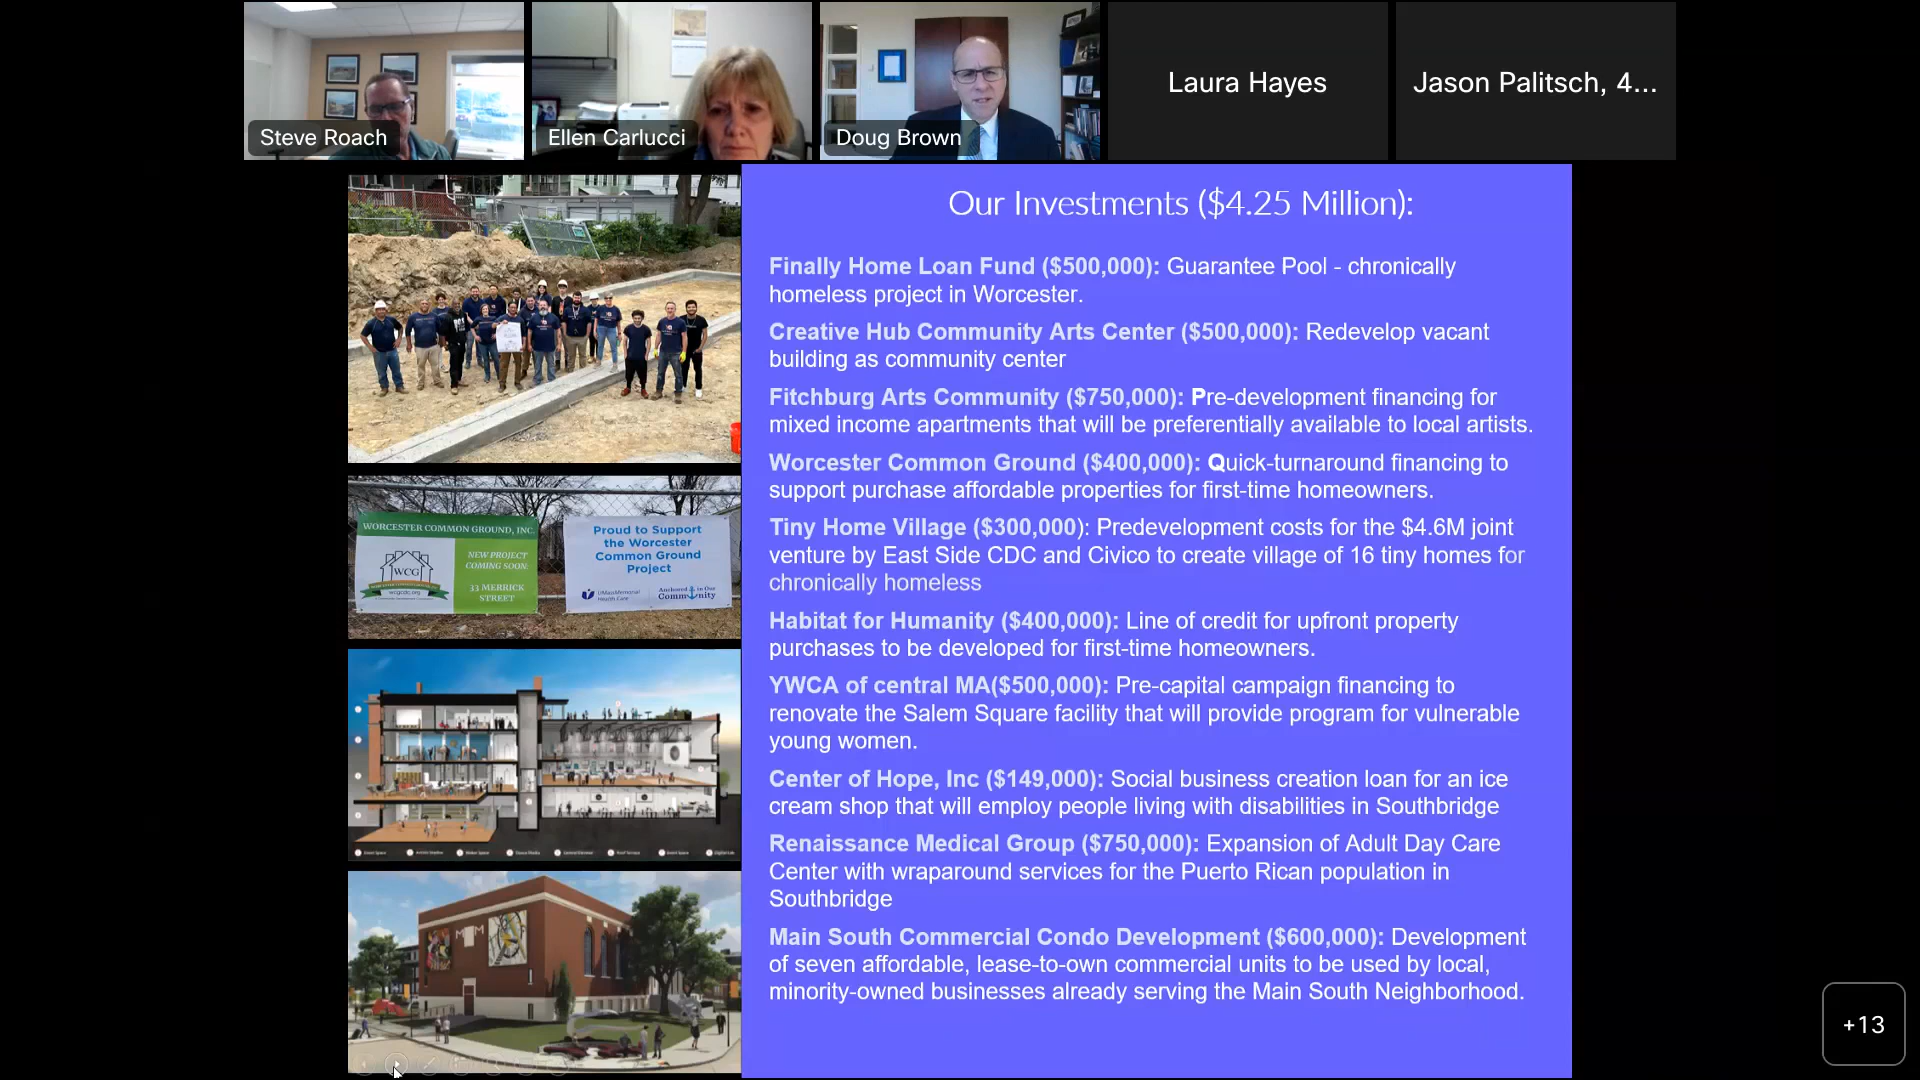 Steve Roach
Ellen Carlucci
Doug Brown
Laura Hayes
Jason Palitsch, 4...
Our Investments ($4.25 Million):
Finally Home Loan Fund ($500,000): Guarantee Pool - chronically
homeless project in Worcester.
Creative Hub Community Arts Center ($500,000): Redevelop vacant
building as community center
Fitchburg Arts Community ($750,000): Pre-development financing for
mixed income apartments that will be preferentially available to local artists.
Worcester Common Ground ($400,000): Quick-turnaround financing to
support purchase affordable properties for first-time homeowners.
Tiny Home Village ($300,000): Predevelopment costs for the $4.6M joint
venture by East Side CDC and Civico to create village of 16 tiny homes for
chronically homeless
Habitat for Humanity ($400,000): Line of credit for upfront property
purchases to be developed for first-time homeowners.
YWCA of central MA($500,000): Pre-capital campaign financing to
renovate the Salem Square facility that will provide program for vulnerable
young women.
Center of Hope, Inc ($149,000): Social business creation loan for an ice
cream shop that will employ people living with disabilities in Southbridge
Renaissance Medical Group ($750,000): Expansion of Adult Day Care
Center with wraparound services for the Puerto Rican population in
Southbridge
Main South Commercial Condo Development ($600,000): Development
of seven affordable, lease-to-own commercial units to be used by local,
minority-owned businesses already serving the Main South Neighborhood.
WORCESTER COMMON GROUND, INC.
WCG
NEW PROJECT
COMING SOON:
33 MERRICK
STREET
Proud to Support
the Worcester
Common Ground
Project
UMassMemorial
Health Care
Anchored in Our
Community
+13